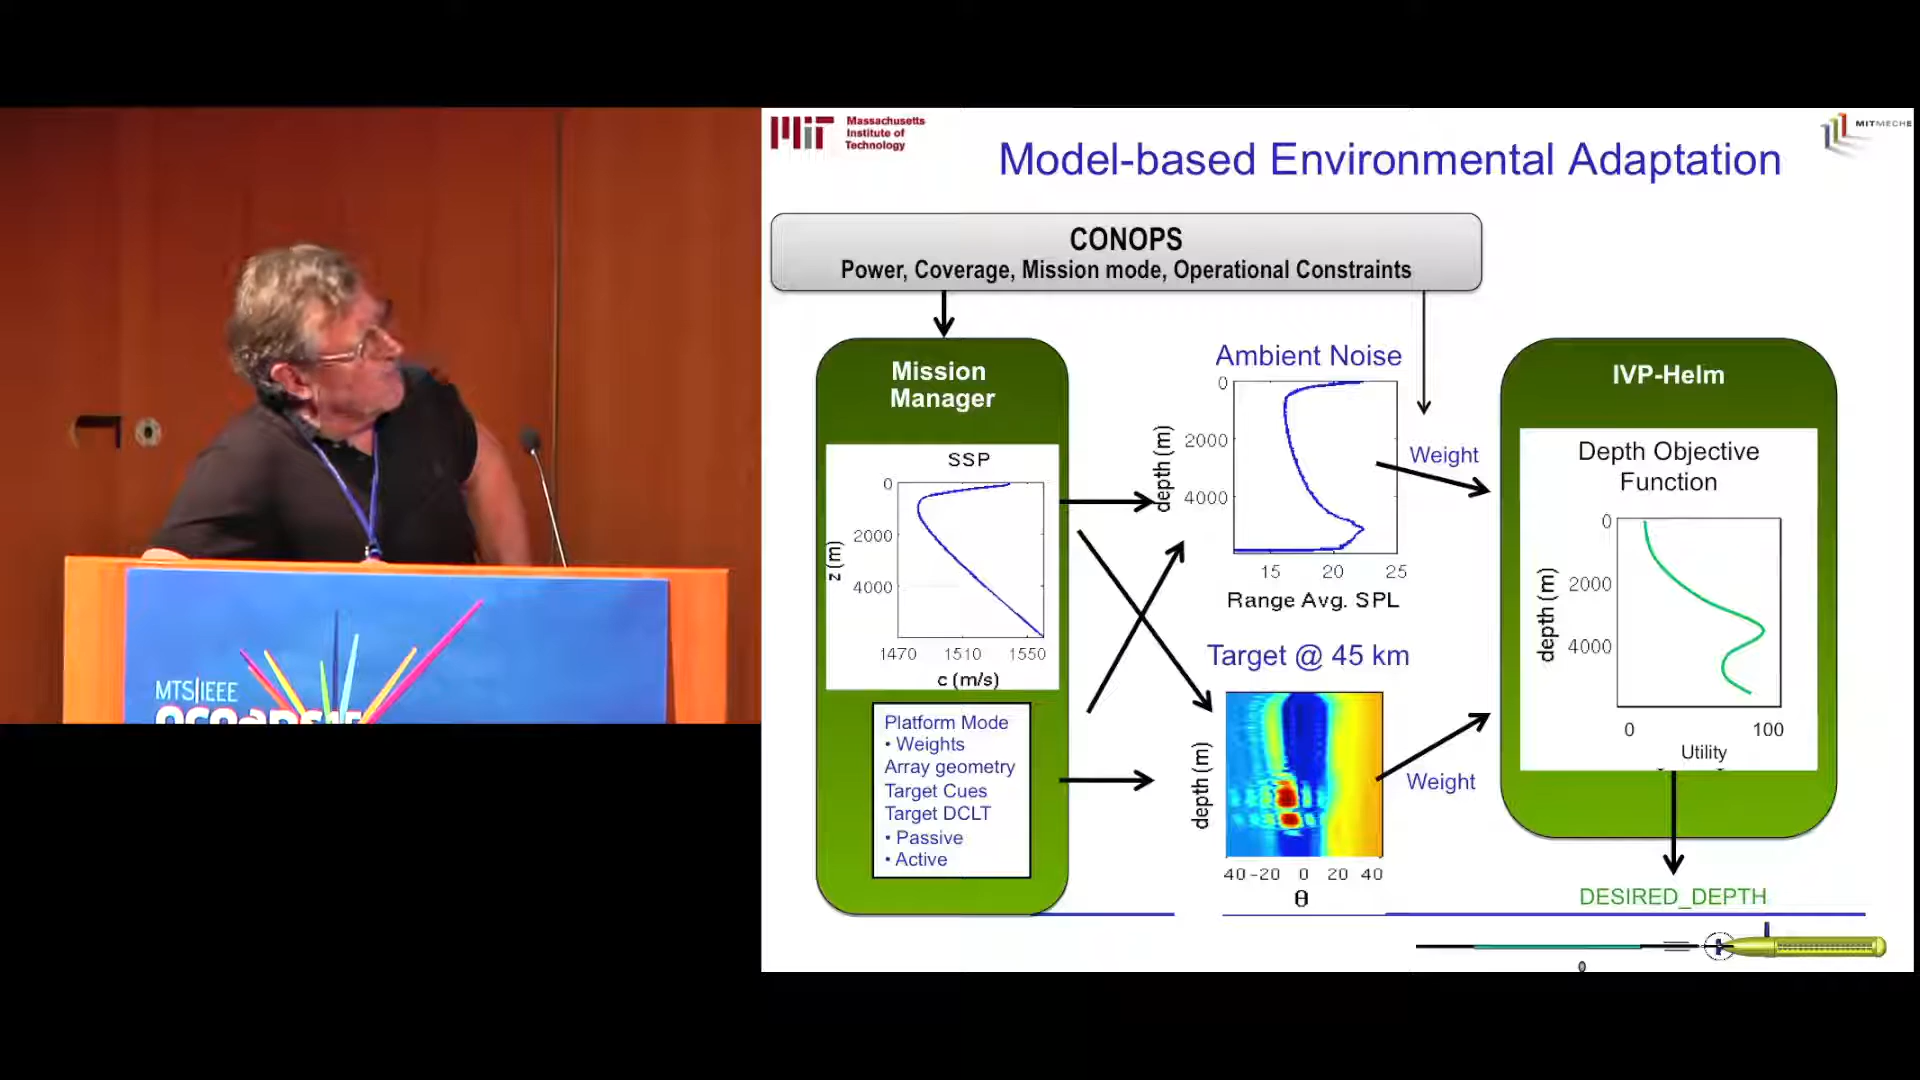 Massachusetts
Institute of
Technology
MITMECHE
Model-based Environmental Adaptation
CONOPS
Power, Coverage, Mission mode, Operational Constraints
Mission
Manager
SSP
0
2000
4000
z (m)
1470 1510 1550
c (m/s)
Platform Mode
• Weights
Array geometry
Target Cues
Target DCLT
• Passive
• Active
Ambient Noise
0
2000
4000
depth (m)
15 20 25
Range Avg. SPL
Weight
Target @ 45 km
depth (m)
40 -20 0 20 40
θ
Weight
IVP-Helm
Depth Objective
Function
0
2000
4000
depth (m)
0 100
Utility
DESIRED_DEPTH
0
MTS|IEEE